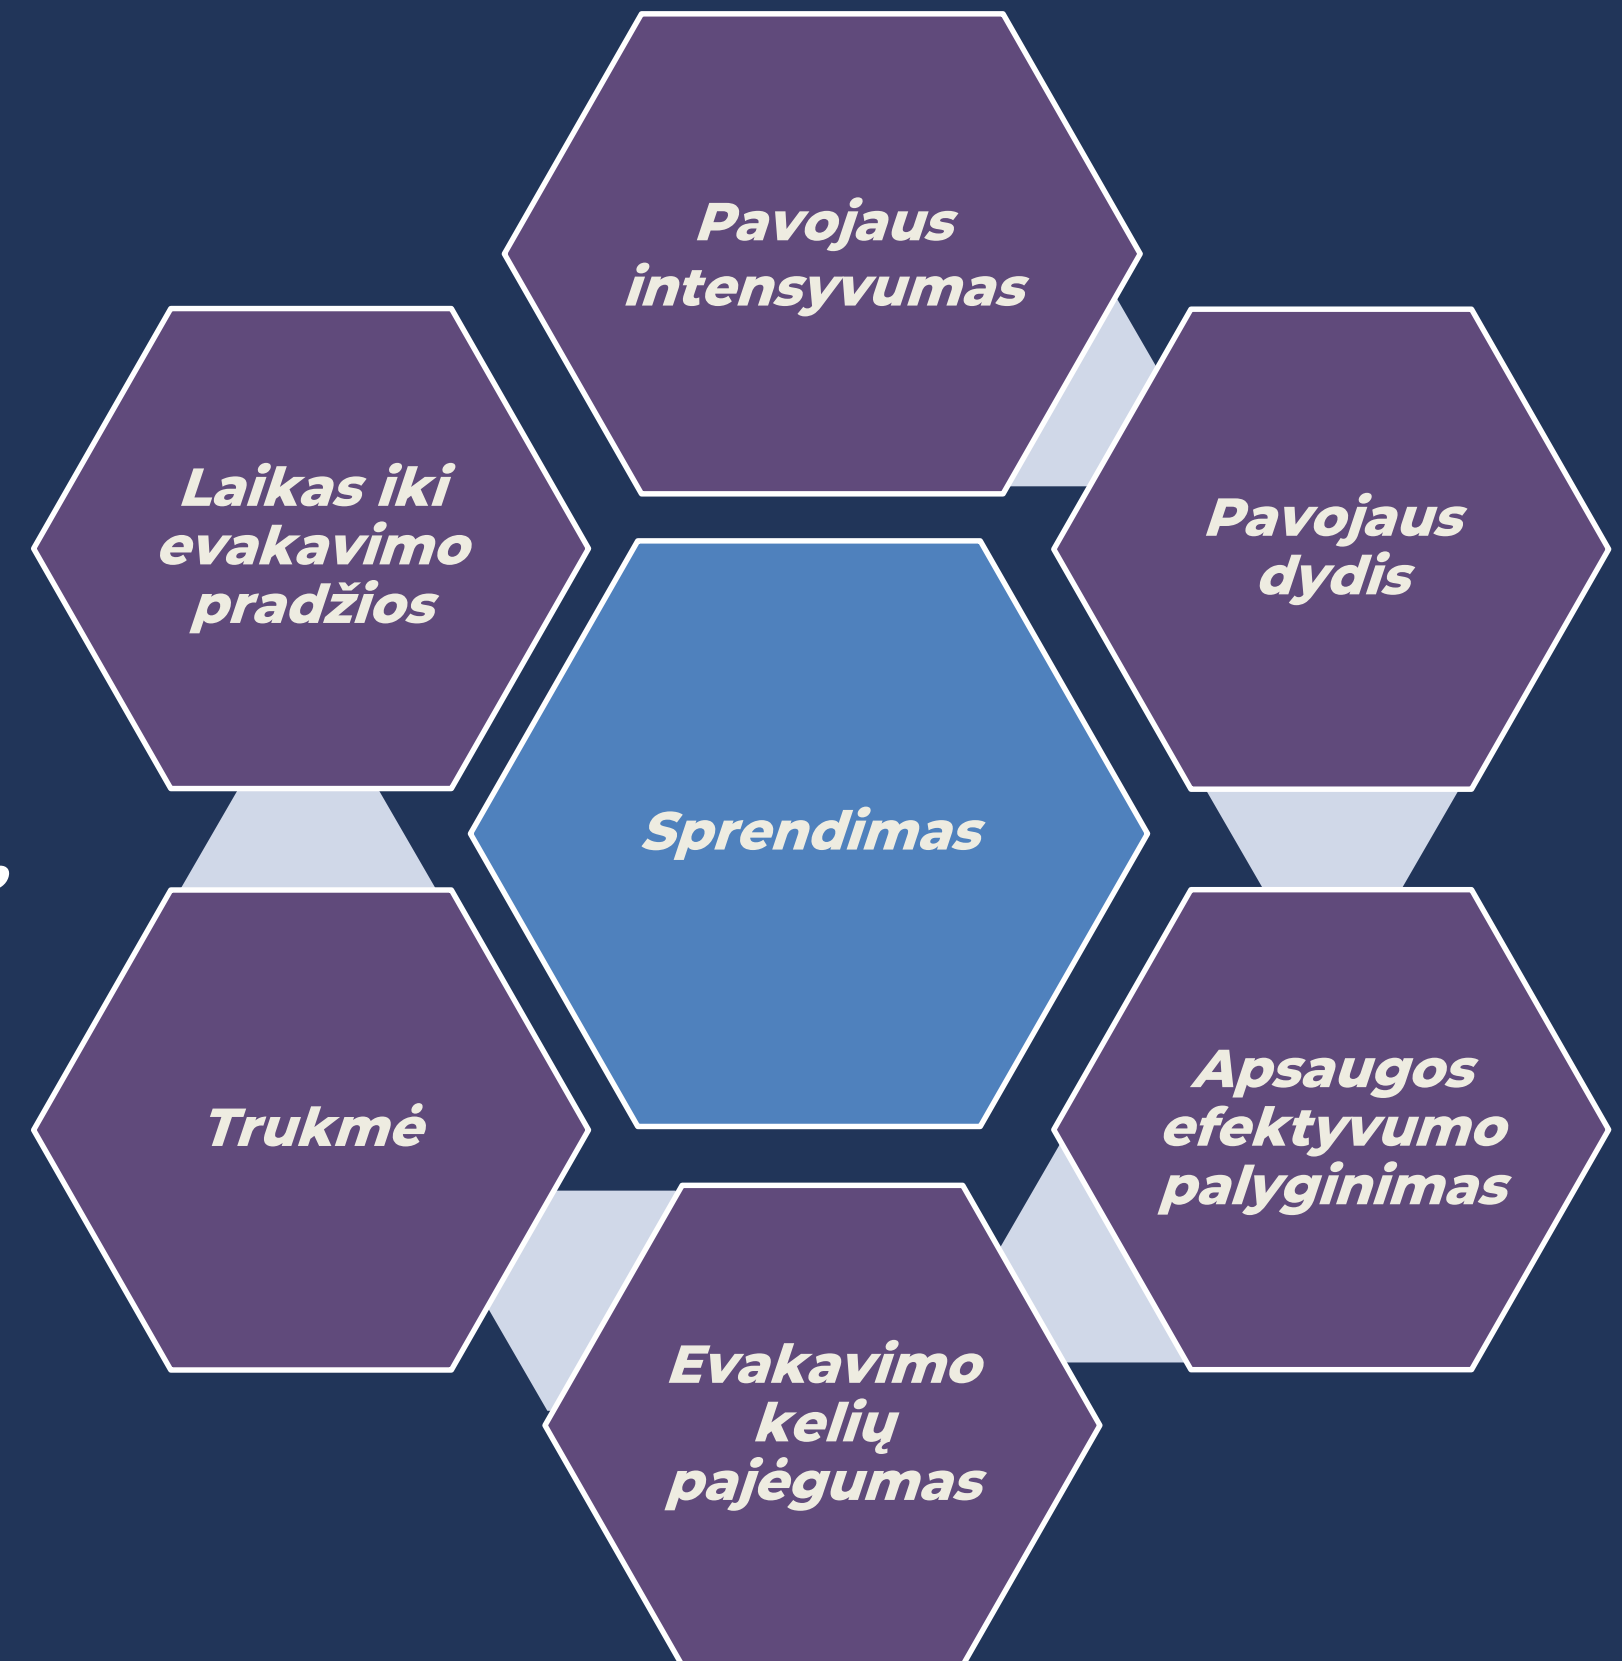 Pavojaus
intensyvumas
Pavojaus
dydis
Apsaugos
efektyvumo
palyginimas
Evakavimo
kelių
pajėgumas
Trukmė
Laikas iki
evakavimo
pradžios
Sprendimas